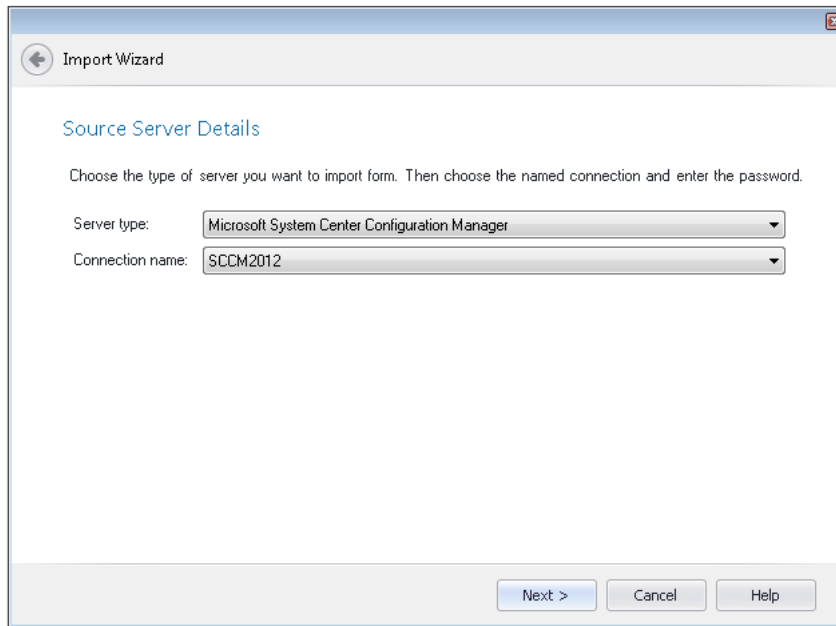 Import Wizard
Source Server Details
Choose the type of server you want to import form. Then choose the named connection and enter the password.
Server type: Microsoft System Center Configuration Manager
Connection name: SCCM2012
Next > Cancel Help